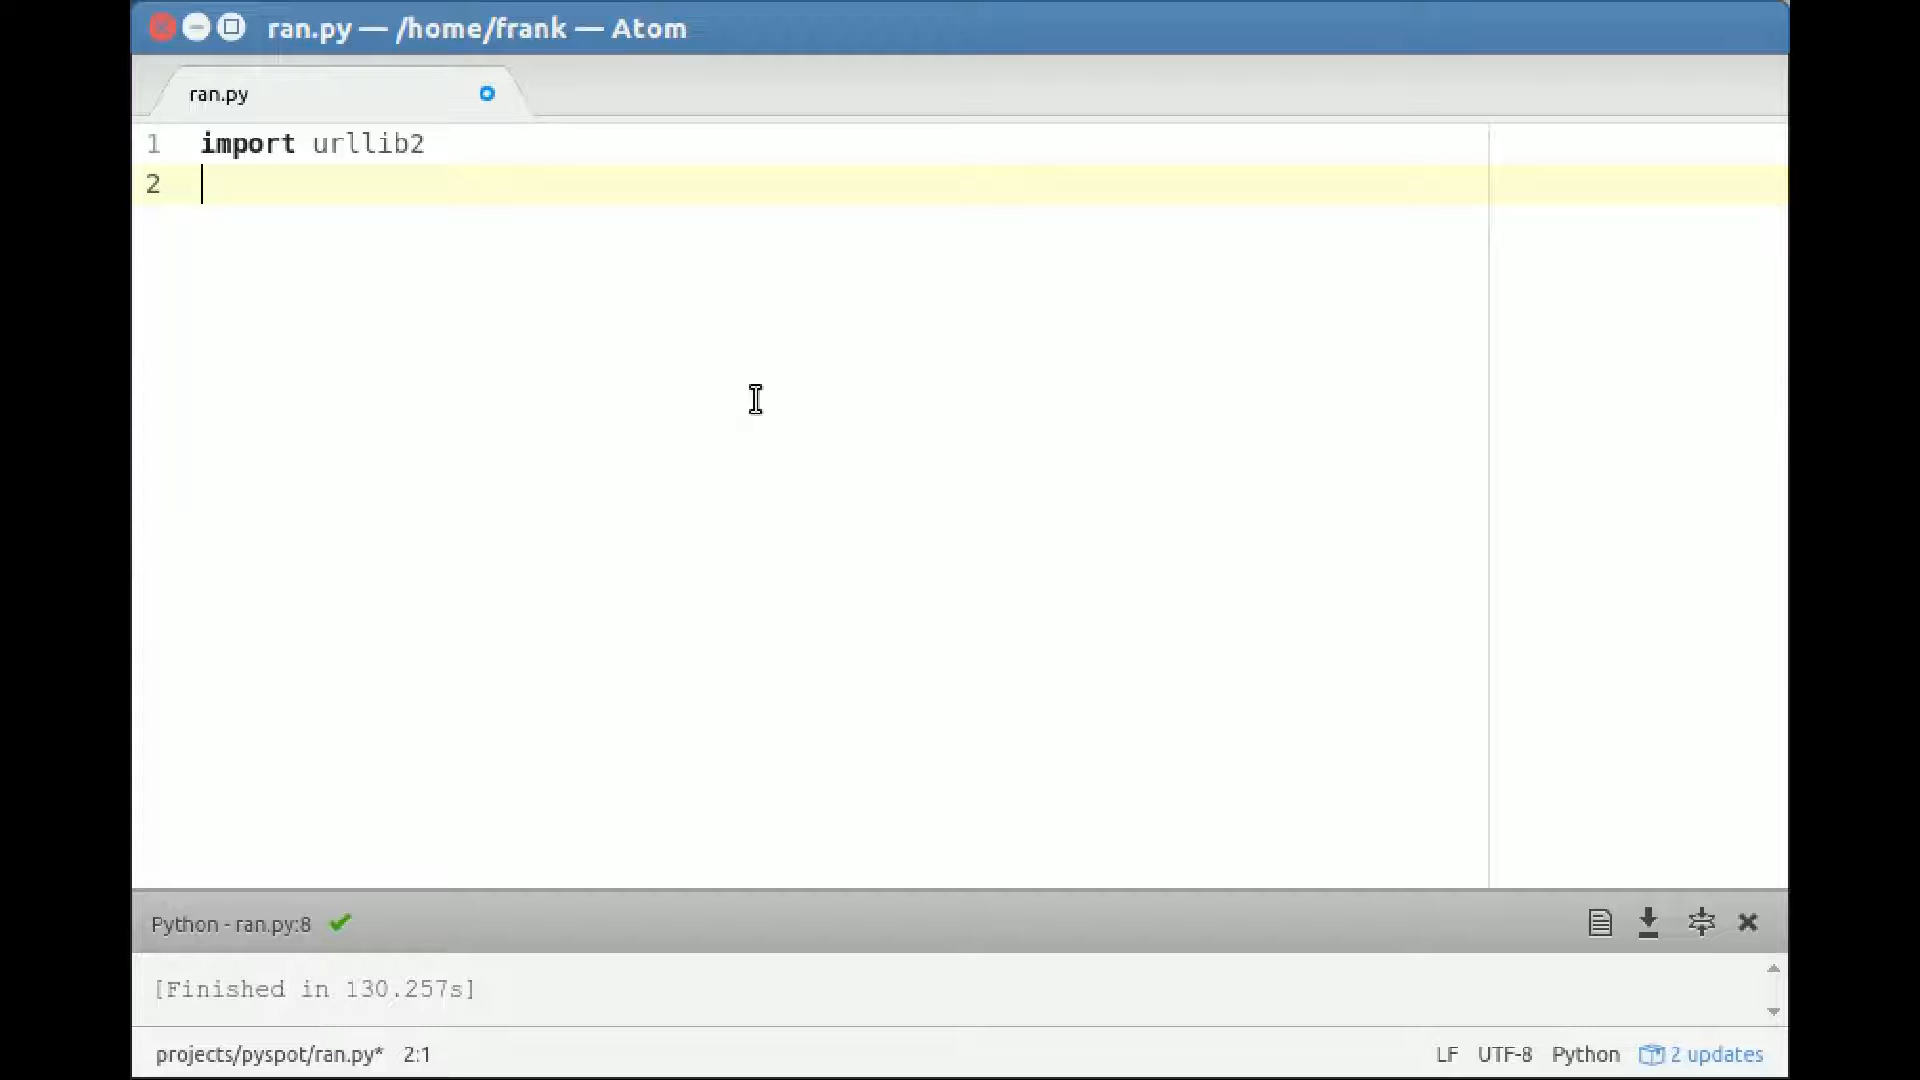 ran.py — /home/frank — Atom
ran.py
1 import urllib2
2
Python - ran.py:8
[Finished in 130.257s]
projects/pyspot/ran.py* 2:1 LF UTF-8 Python 2 updates